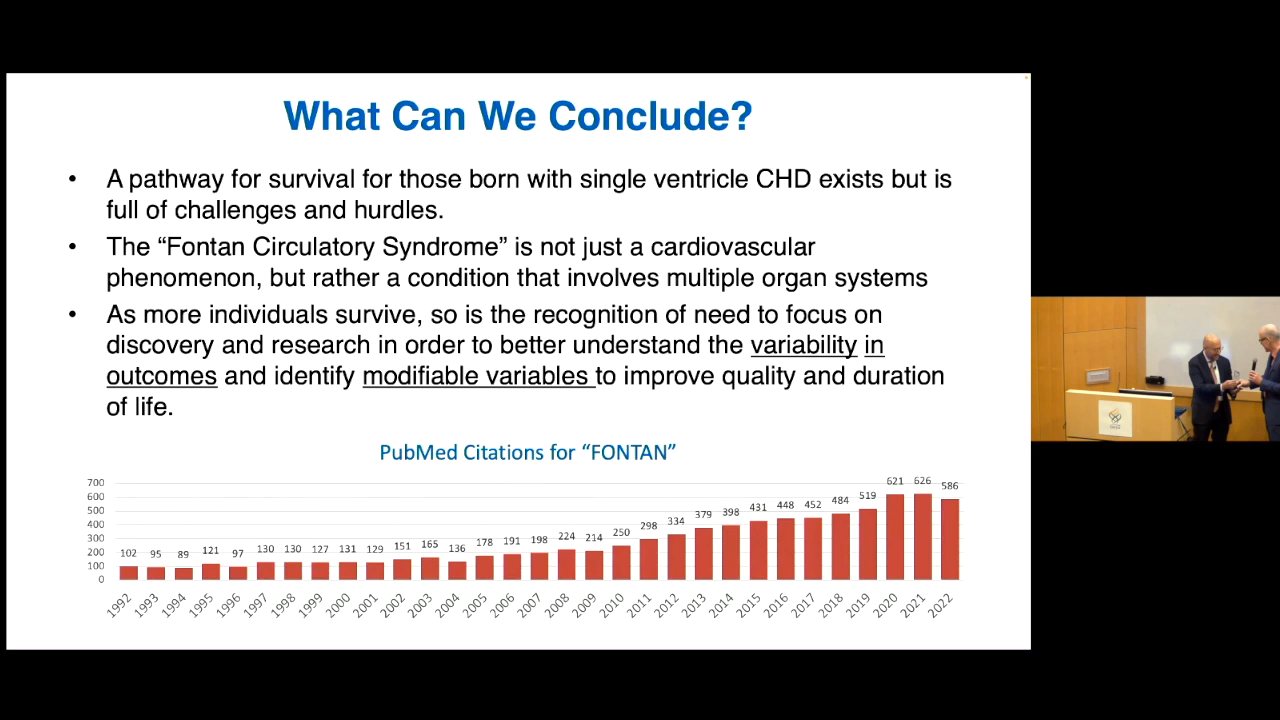 What Can We Conclude?
• A pathway for survival for those born with single ventricle CHD exists but is
full of challenges and hurdles.
• The “Fontan Circulatory Syndrome” is not just a cardiovascular
phenomenon, but rather a condition that involves multiple organ systems
• As more individuals survive, so is the recognition of need to focus on
discovery and research in order to better understand the variability in
outcomes and identify modifiable variables to improve quality and duration
of life.
PubMed Citations for “FONTAN”
700
600
500
400
300
200
100
0
102 95 89 121 97 130 130 127 131 129 151 165 136 178 191 198 224 214 250 298 334 379 398 431 448 452 484 519 621 626 586
1992 1993 1994 1995 1996 1997 1998 1999 2000 2001 2002 2003 2004 2005 2006 2007 2008 2009 2010 2011 2012 2013 2014 2015 2016 2017 2018 2019 2020 2021 2022